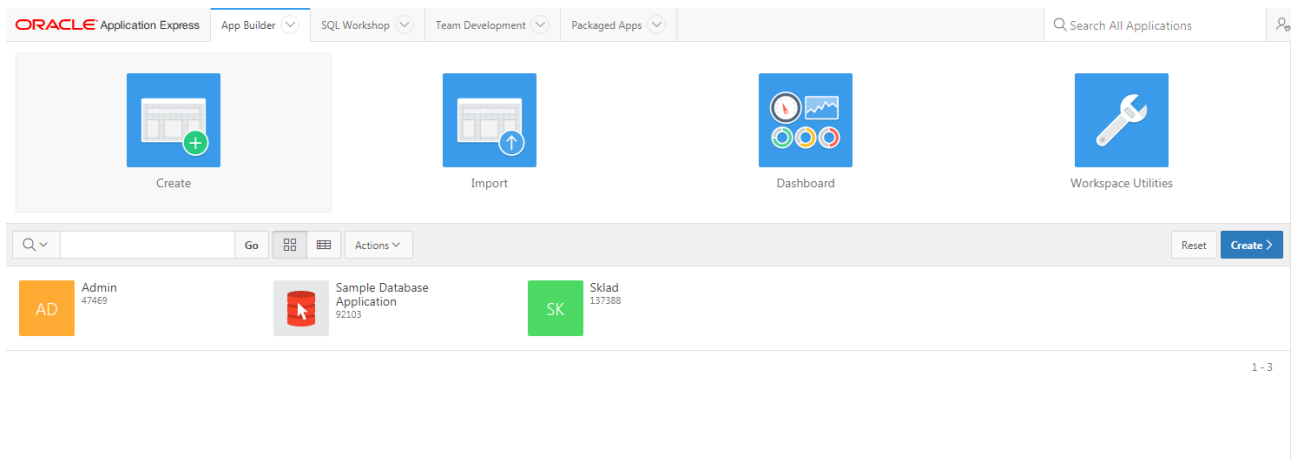 ORACLE Application Express App Builder SQL Workshop Team Development Packaged Apps Search All Applications
Create Import Dashboard Workspace Utilities
Go Actions Reset Create
AD Admin
47469
Sample Database
Application
92103
SK Sklad
137388
1 - 3